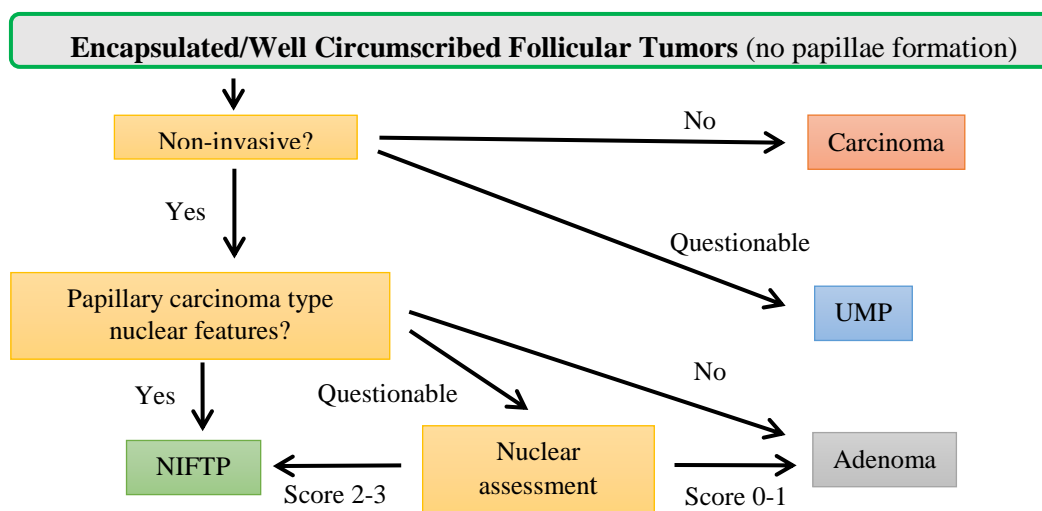 Encapsulated/Well Circumscribed Follicular Tumors (no papillae formation)
Non-invasive?
No
Carcinoma
Yes
Questionable
Papillary carcinoma type
nuclear features?
UMP
Yes
Questionable
No
NIFTP
Nuclear
assessment
Adenoma
Score 2-3
Score 0-1